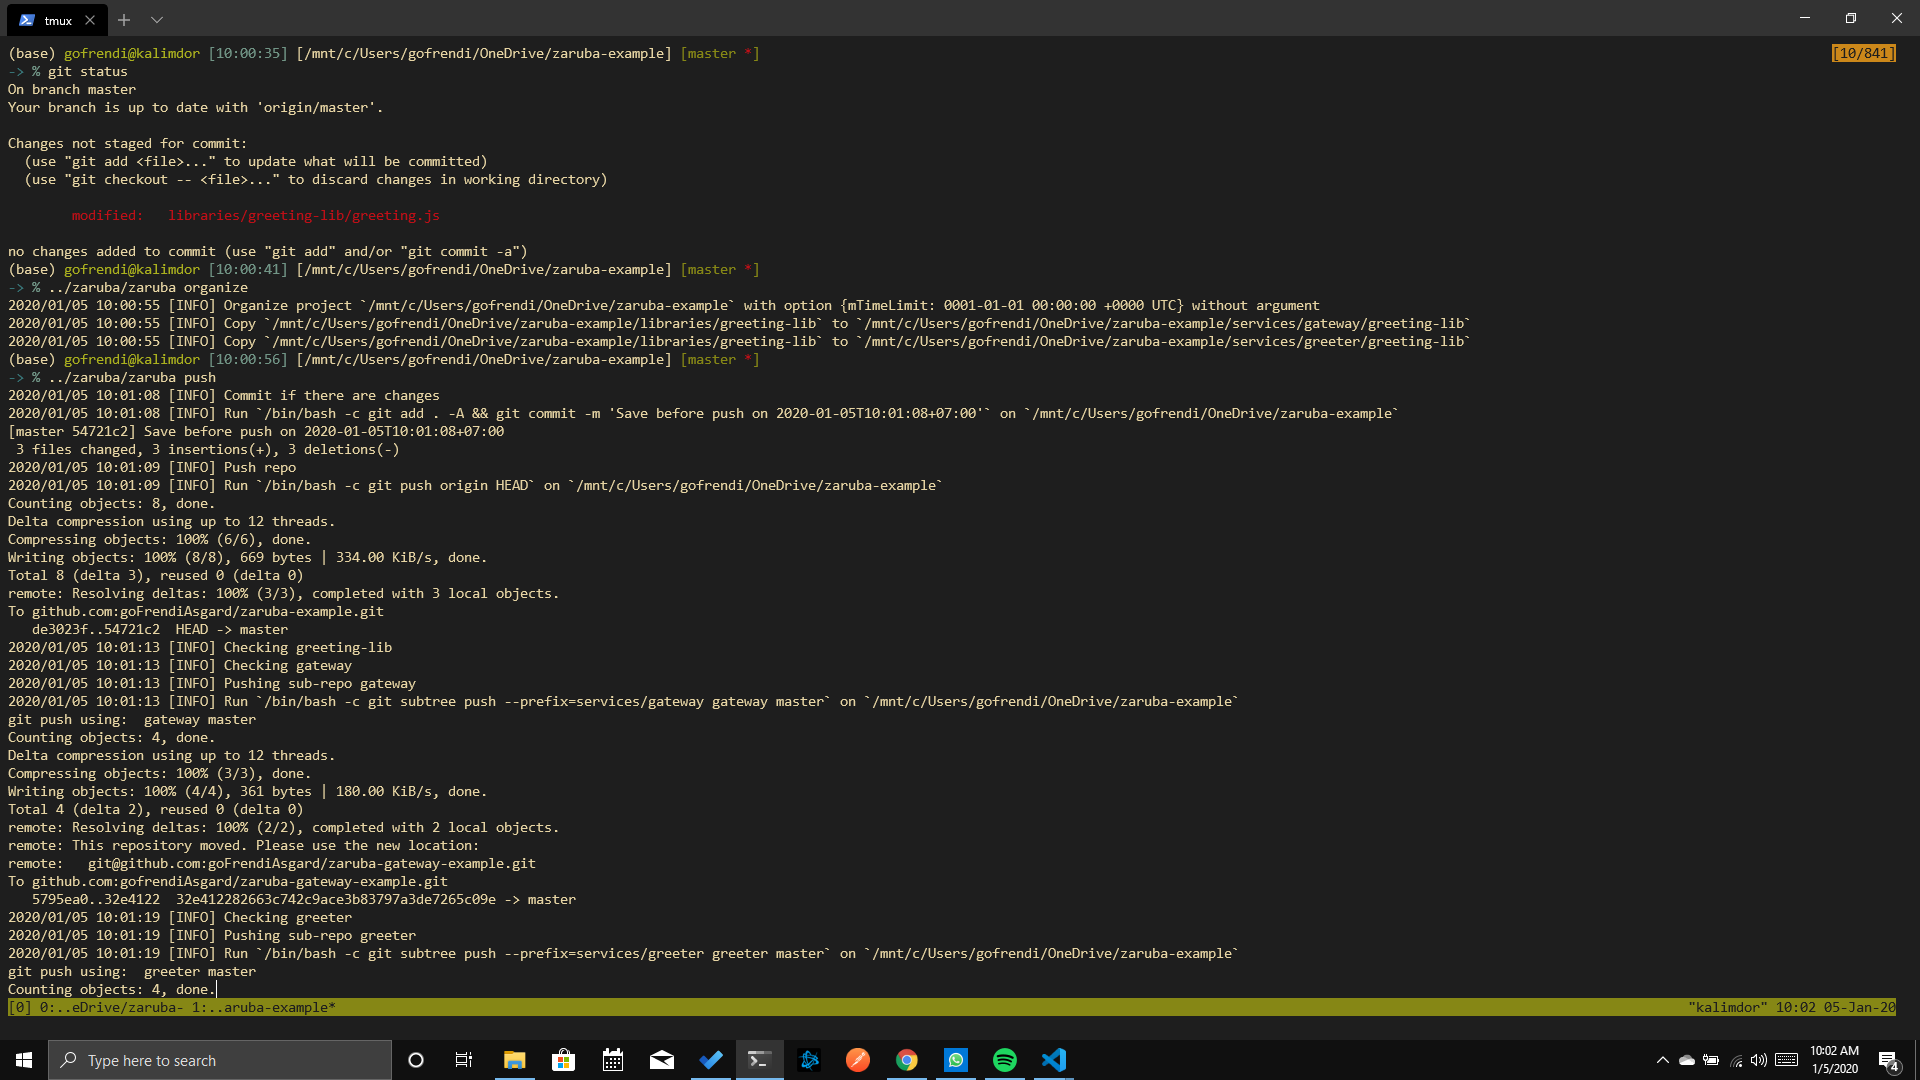 tmux
(base) gofrendi@kalimdor [10:00:35] [/mnt/c/Users/gofrendi/OneDrive/zaruba-example] [master *] [10/841]
-> % git status
On branch master
Your branch is up to date with 'origin/master'.
Changes not staged for commit:
(use "git add <file>..." to update what will be committed)
(use "git checkout -- <file>..." to discard changes in working directory)
modified:   libraries/greeting-lib/greeting.js
no changes added to commit (use "git add" and/or "git commit -a")
(base) gofrendi@kalimdor [10:00:41] [/mnt/c/Users/gofrendi/OneDrive/zaruba-example] [master *]
-> % ../zaruba/zaruba organize
2020/01/05 10:00:55 [INFO] Organize project `/mnt/c/Users/gofrendi/OneDrive/zaruba-example` with option {mTimeLimit: 0001-01-01 00:00:00 +0000 UTC} without argument
2020/01/05 10:00:55 [INFO] Copy `/mnt/c/Users/gofrendi/OneDrive/zaruba-example/libraries/greeting-lib` to `/mnt/c/Users/gofrendi/OneDrive/zaruba-example/services/gateway/greeting-lib`
2020/01/05 10:00:55 [INFO] Copy `/mnt/c/Users/gofrendi/OneDrive/zaruba-example/libraries/greeting-lib` to `/mnt/c/Users/gofrendi/OneDrive/zaruba-example/services/greeter/greeting-lib`
(base) gofrendi@kalimdor [10:00:56] [/mnt/c/Users/gofrendi/OneDrive/zaruba-example] [master *]
-> % ../zaruba/zaruba push
2020/01/05 10:01:08 [INFO] Commit if there are changes
2020/01/05 10:01:08 [INFO] Run `/bin/bash -c git add . -A && git commit -m 'Save before push on 2020-01-05T10:01:08+07:00'` on `/mnt/c/Users/gofrendi/OneDrive/zaruba-example`
[master 54721c2] Save before push on 2020-01-05T10:01:08+07:00
3 files changed, 3 insertions(+), 3 deletions(-)
2020/01/05 10:01:09 [INFO] Push repo
2020/01/05 10:01:09 [INFO] Run `/bin/bash -c git push origin HEAD` on `/mnt/c/Users/gofrendi/OneDrive/zaruba-example`
Counting objects: 8, done.
Delta compression using up to 12 threads.
Compressing objects: 100% (6/6), done.
Writing objects: 100% (8/8), 669 bytes | 334.00 KiB/s, done.
Total 8 (delta 3), reused 0 (delta 0)
remote: Resolving deltas: 100% (3/3), completed with 3 local objects.
To github.com:goFrendiAsgard/zaruba-example.git
de3023f..54721c2  HEAD -> master
2020/01/05 10:01:13 [INFO] Checking greeting-lib
2020/01/05 10:01:13 [INFO] Checking gateway
2020/01/05 10:01:13 [INFO] Pushing sub-repo gateway
2020/01/05 10:01:13 [INFO] Run `/bin/bash -c git subtree push --prefix=services/gateway gateway master` on `/mnt/c/Users/gofrendi/OneDrive/zaruba-example`
git push using:  gateway master
Counting objects: 4, done.
Delta compression using up to 12 threads.
Compressing objects: 100% (3/3), done.
Writing objects: 100% (4/4), 361 bytes | 180.00 KiB/s, done.
Total 4 (delta 2), reused 0 (delta 0)
remote: Resolving deltas: 100% (2/2), completed with 2 local objects.
remote: This repository moved. Please use the new location:
remote:   git@github.com:goFrendiAsgard/zaruba-gateway-example.git
To github.com:gofrendiAsgard/zaruba-gateway-example.git
5795ea0..32e4122  32e412282663c742c9ace3b83797a3de7265c09e -> master
2020/01/05 10:01:19 [INFO] Checking greeter
2020/01/05 10:01:19 [INFO] Pushing sub-repo greeter
2020/01/05 10:01:19 [INFO] Run `/bin/bash -c git subtree push --prefix=services/greeter greeter master` on `/mnt/c/Users/gofrendi/OneDrive/zaruba-example`
git push using:  greeter master
Counting objects: 4, done.
[0] 0:..eDrive/zaruba- 1:..aruba-example* "kalimdor" 10:02 05-Jan-20
Type here to search
10:02 AM
1/5/2020
4